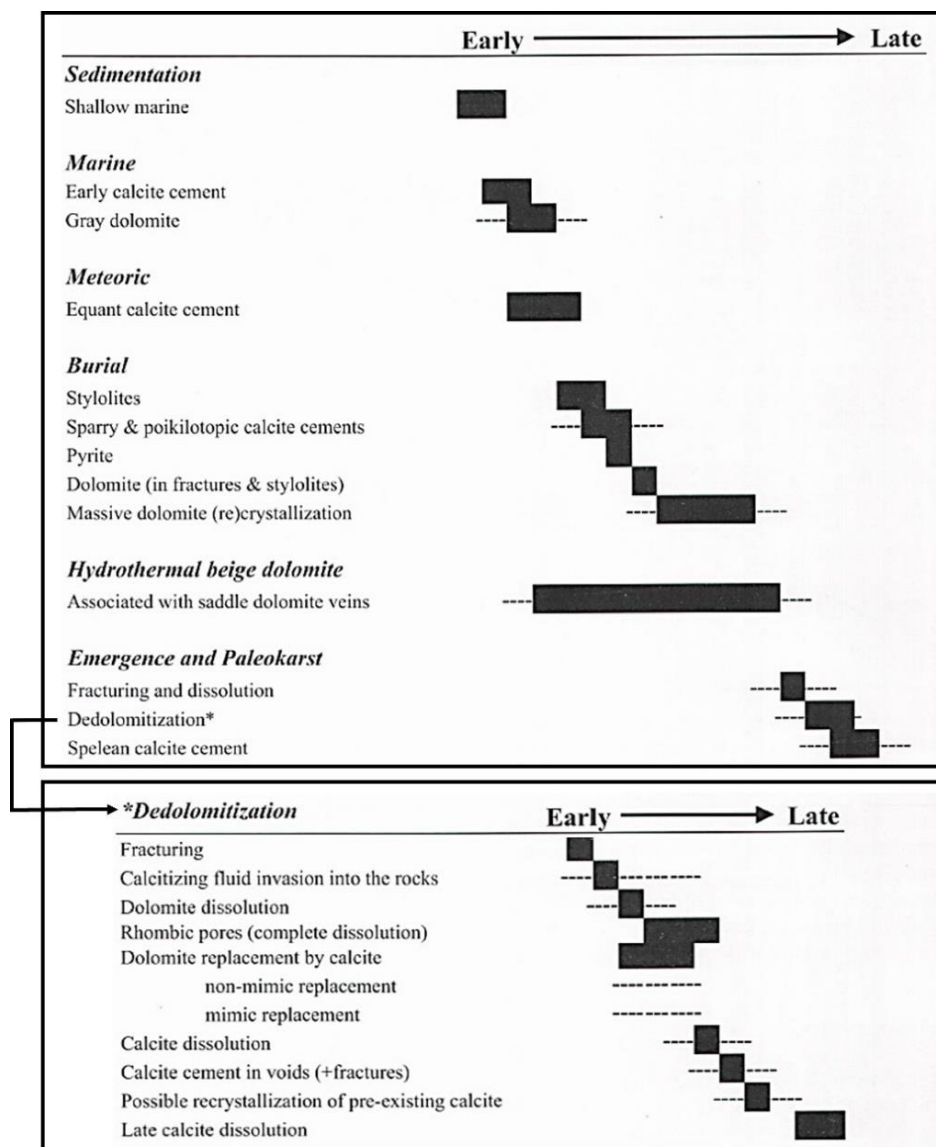 Early Late
Sedimentation
Shallow marine
Marine
Early calcite cement
Gray dolomite
Meteoric
Equant calcite cement
Burial
Stylolites
Sparry & poikilotopic calcite cements
Pyrite
Dolomite (in fractures & stylolites)
Massive dolomite (re)crystallization
Hydrothermal beige dolomite
Associated with saddle dolomite veins
Emergence and Paleokarst
Fracturing and dissolution
Dedolomitization*
Spelean calcite cement
*Dedolomitization Early Late
Fracturing
Calcitizing fluid invasion into the rocks
Dolomite dissolution
Rhombic pores (complete dissolution)
Dolomite replacement by calcite
non-mimic replacement
mimic replacement
Calcite dissolution
Calcite cement in voids (+fractures)
Possible recrystallization of pre-existing calcite
Late calcite dissolution